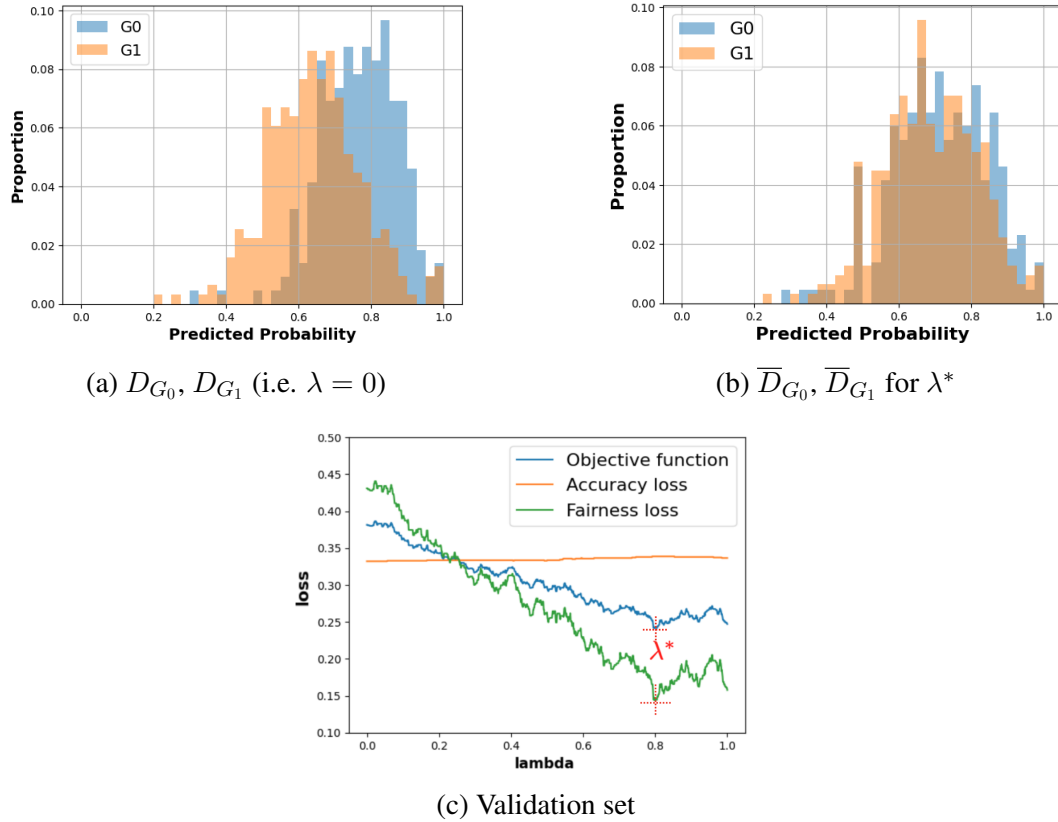 0.10
0.08
0.06
0.04
0.02
0.00
Proportion
G0
G1
0.0 0.2 0.4 0.6 0.8 1.0
Predicted Probability
(a) D_{G_0}, D_{G_1} (i.e. λ = 0)
0.10
0.08
0.06
0.04
0.02
0.00
Proportion
G0
G1
0.0 0.2 0.4 0.6 0.8 1.0
Predicted Probability
(b) \overline{D}_{G_0}, \overline{D}_{G_1} for λ*
0.50
0.45
0.40
0.35
0.30
0.25
0.20
0.15
0.10
loss
Objective function
Accuracy loss
Fairness loss
λ*
0.0 0.2 0.4 0.6 0.8 1.0
lambda
(c) Validation set